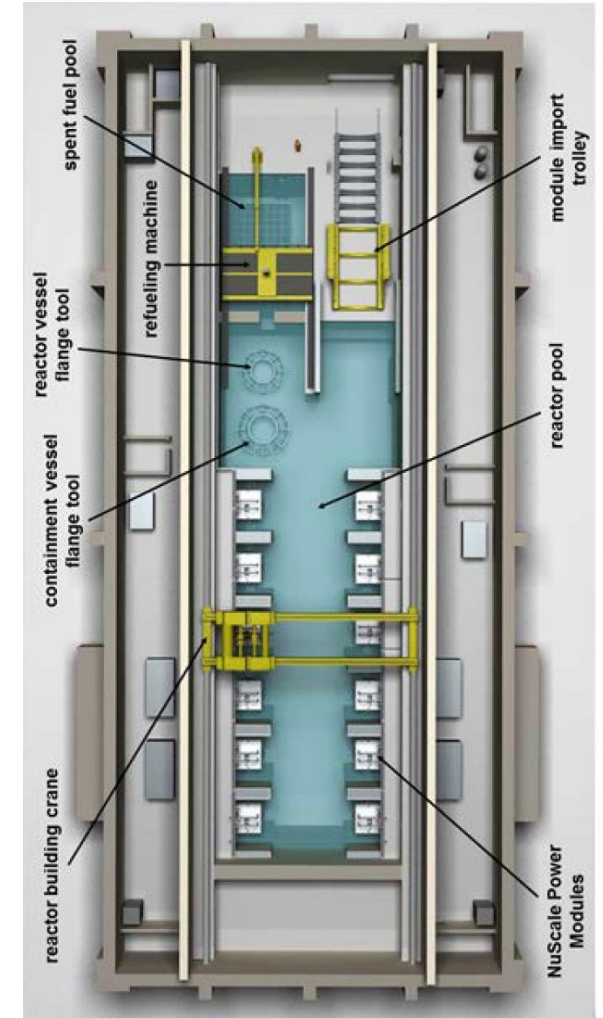 spent fuel pool
refueling machine
reactor vessel
flange tool
containment vessel
flange tool
reactor building crane
module import
trolley
reactor pool
NuScale Power
Modules